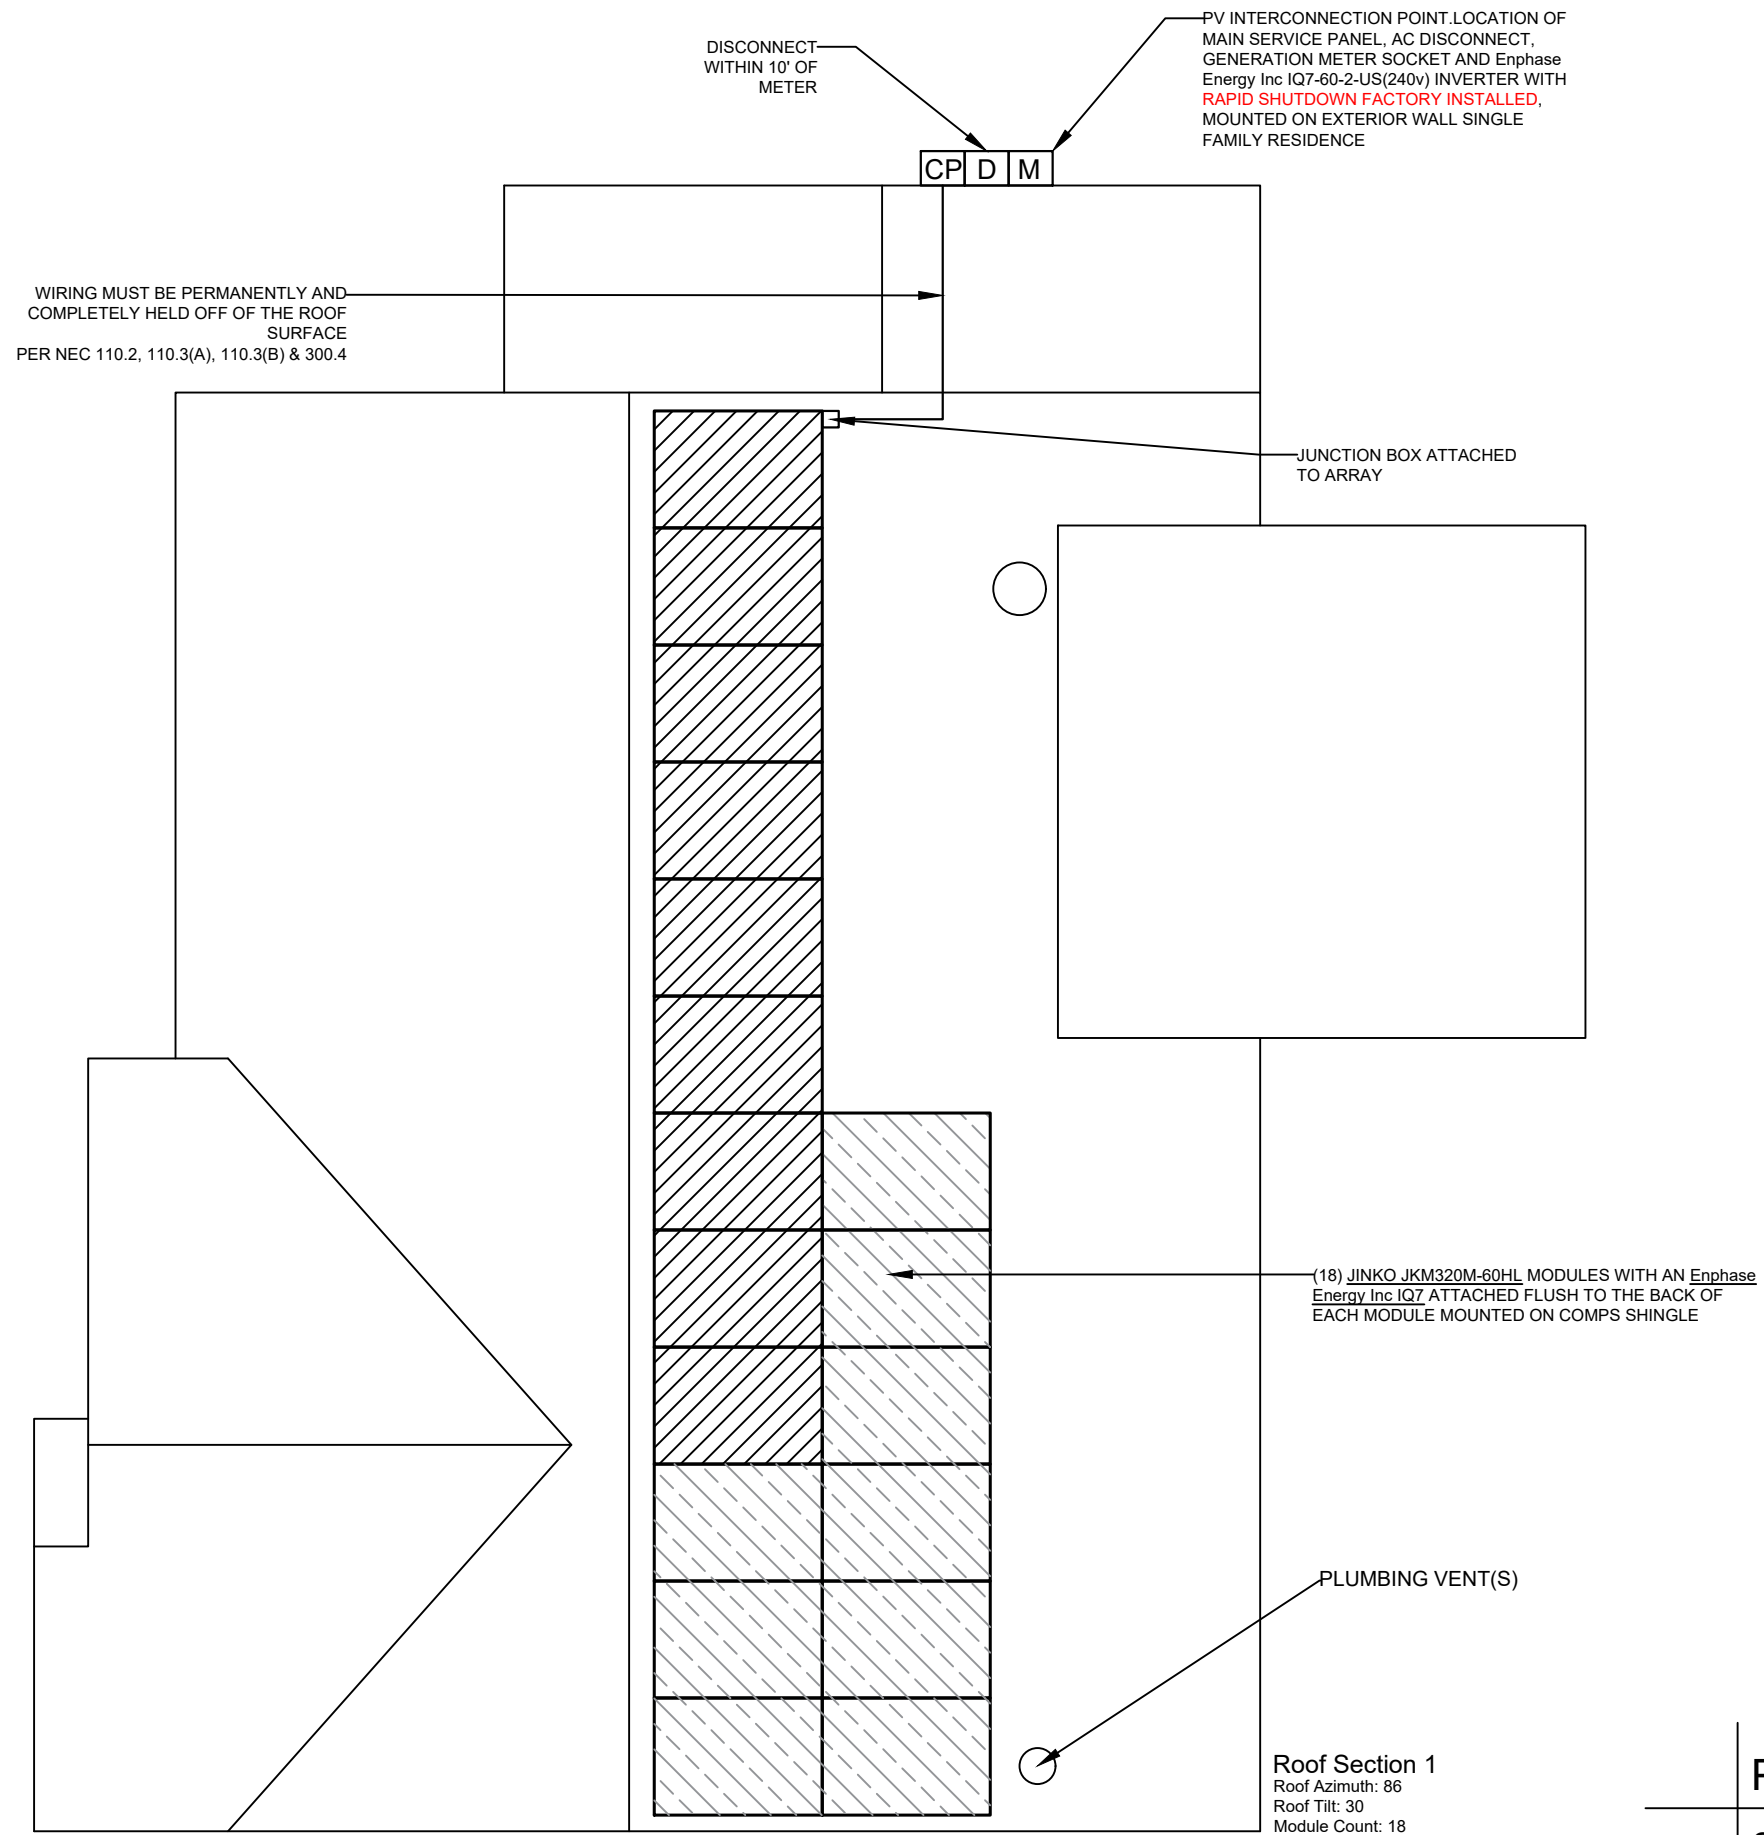 PV INTERCONNECTION POINT.LOCATION OF
MAIN SERVICE PANEL, AC DISCONNECT,
GENERATION METER SOCKET AND Enphase
Energy Inc IQ7-60-2-US(240v) INVERTER WITH
RAPID SHUTDOWN FACTORY INSTALLED,
MOUNTED ON EXTERIOR WALL SINGLE
FAMILY RESIDENCE
DISCONNECT
WITHIN 10' OF
METER
CP D M
WIRING MUST BE PERMANENTLY AND
COMPLETELY HELD OFF OF THE ROOF
SURFACE
PER NEC 110.2, 110.3(A), 110.3(B) & 300.4
JUNCTION BOX ATTACHED
TO ARRAY
(18) JINKO JKM320M-60HL MODULES WITH AN Enphase
Energy Inc IQ7 ATTACHED FLUSH TO THE BACK OF
EACH MODULE MOUNTED ON COMPS SHINGLE
PLUMBING VENT(S)
Roof Section 1
Roof Azimuth: 86
Roof Tilt: 30
Module Count: 18